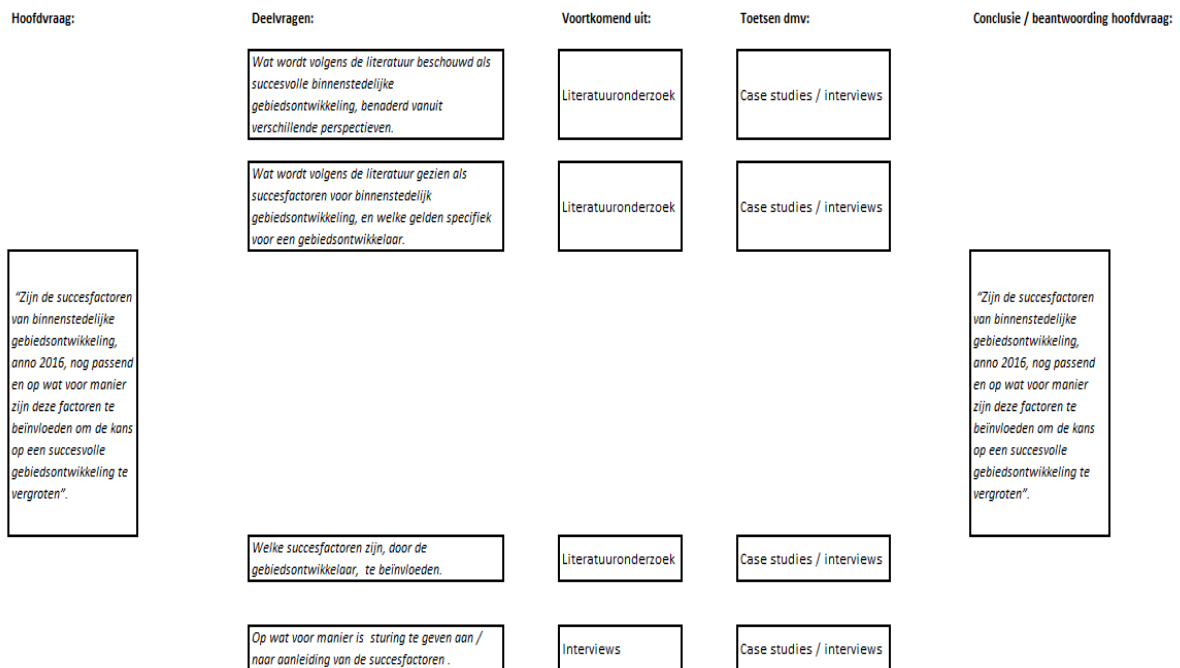 Hoofdvraag:
Deelvragen:
Voortkomend uit:
Toetsen dmv:
Conclusie / beantwoording hoofdvraag:
Wat wordt volgens de literatuur beschouwd als
succesvolle binnenstedelijke
gebiedsontwikkeling, benaderd vanuit
verschillende perspectieven.
Literatuuronderzoek
Case studies / interviews
Wat wordt volgens de literatuur gezien als
succesfactoren voor binnenstedelijk
gebiedsontwikkeling, en welke gelden specifiek
voor een gebiedsontwikkelaar.
Literatuuronderzoek
Case studies / interviews
“Zijn de succesfactoren
van binnenstedelijke
gebiedsontwikkeling,
anno 2016, nog passend
en op wat voor manier
zijn deze factoren te
beïnvloeden om de kans
op een succesvolle
gebiedsontwikkeling te
vergroten”.
“Zijn de succesfactoren
van binnenstedelijke
gebiedsontwikkeling,
anno 2016, nog passend
en op wat voor manier
zijn deze factoren te
beïnvloeden om de kans
op een succesvolle
gebiedsontwikkeling te
vergroten”.
Welke succesfactoren zijn, door de
gebiedsontwikkelaar, te beïnvloeden.
Literatuuronderzoek
Case studies / interviews
Op wat voor manier is sturing te geven aan /
naar aanleiding van de succesfactoren .
Interviews
Case studies / interviews